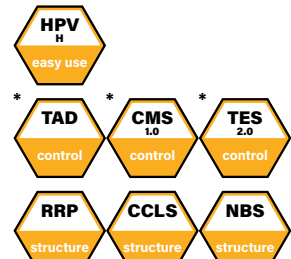 HPV
H
easy use
* * *
TAD CMS TES
1.0 2.0
control control control
RRP CCLS NBS
structure structure structure